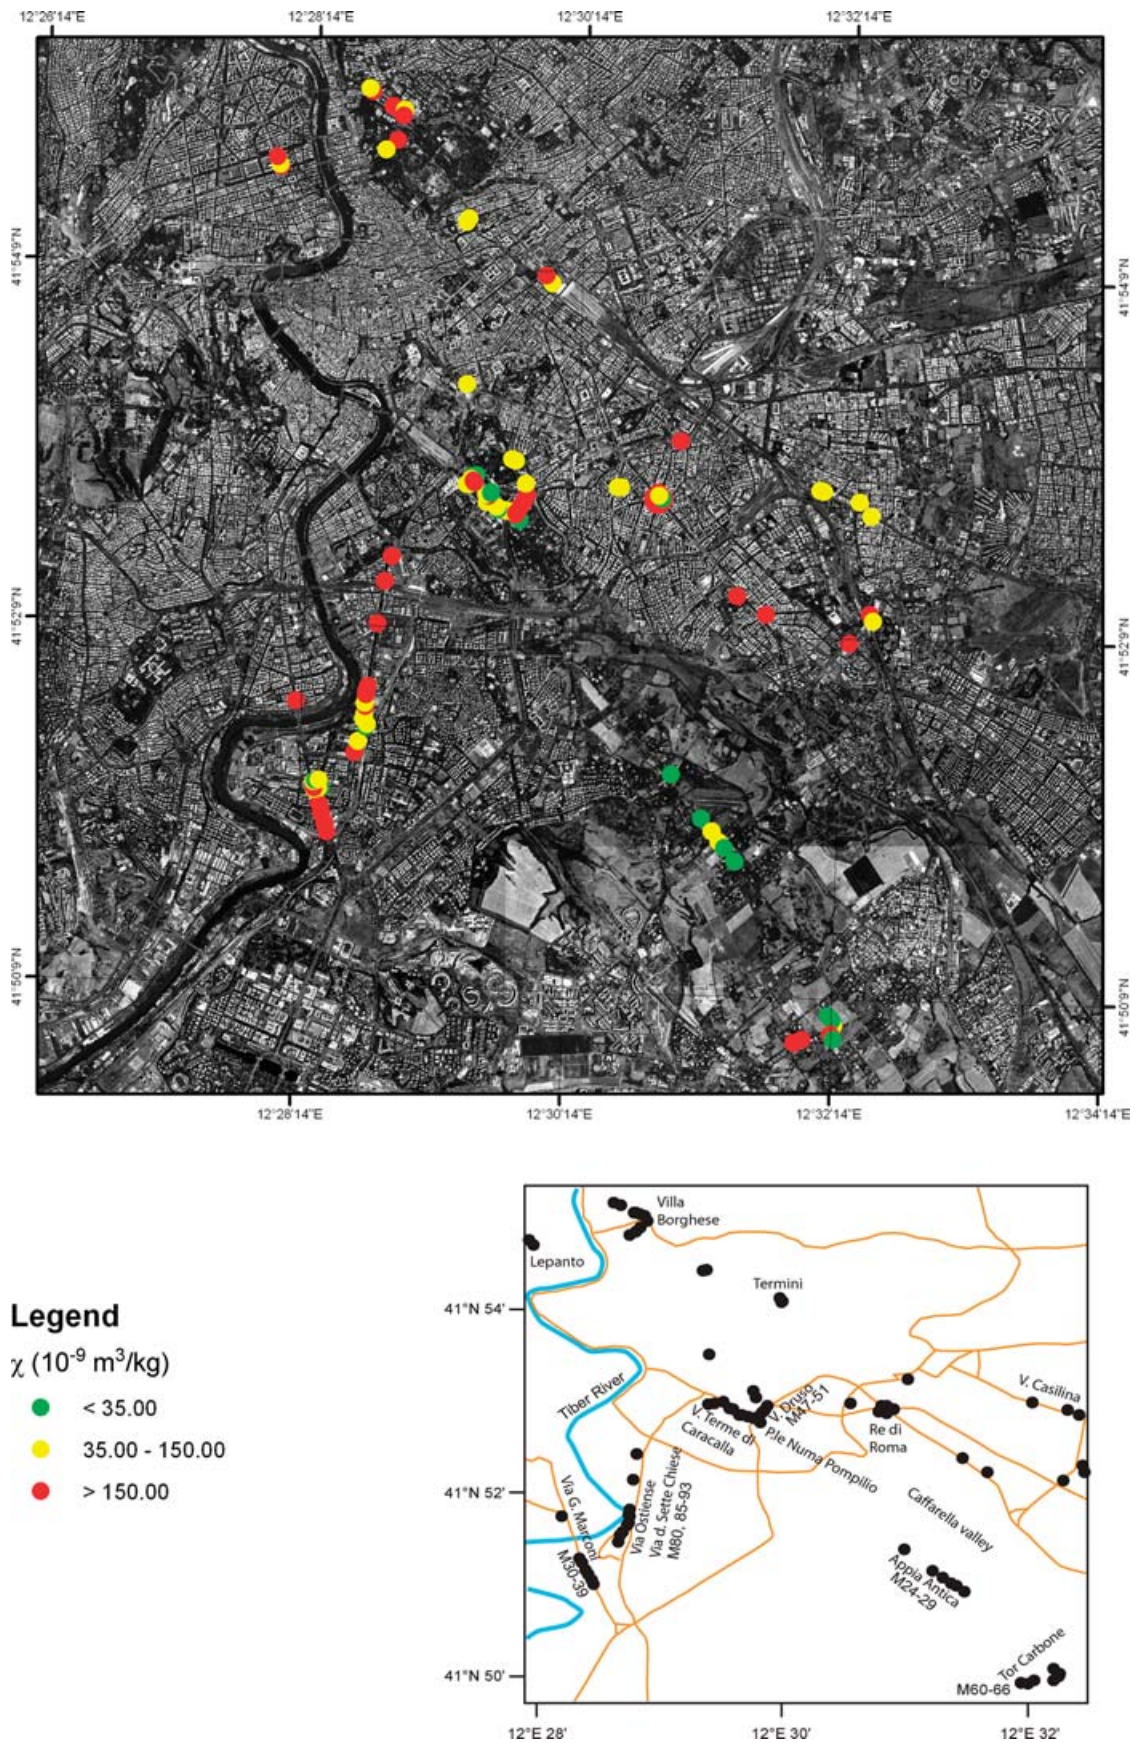 12°26'14"E
12°28'14"E
12°30'14"E
12°32'14"E
41°54'9"N
41°54'9"N
41°52'9"N
41°52'9"N
41°50'9"N
41°50'9"N
12°28'14"E
12°30'14"E
12°32'14"E
12°34'14"E
Legend
χ (10-9 m3/kg)
< 35.00
35.00 - 150.00
> 150.00
Villa
Borghese
Lepanto
Termini
41°N 54'
Tiber River
V. Terme di
Caracalla
V. Druso
M47-51
P.le Numa Pompilio
Re di
Roma
V. Casilina
41°N 52'
Via G. Marconi
M30-39
Via Ostiense
Via d. Sette Chiese
M80, 85-93
Caffarella valley
Appia Antica
M24-29
Tor Carbone
M60-66
41°N 50'
12°E 28'
12°E 30'
12°E 32'